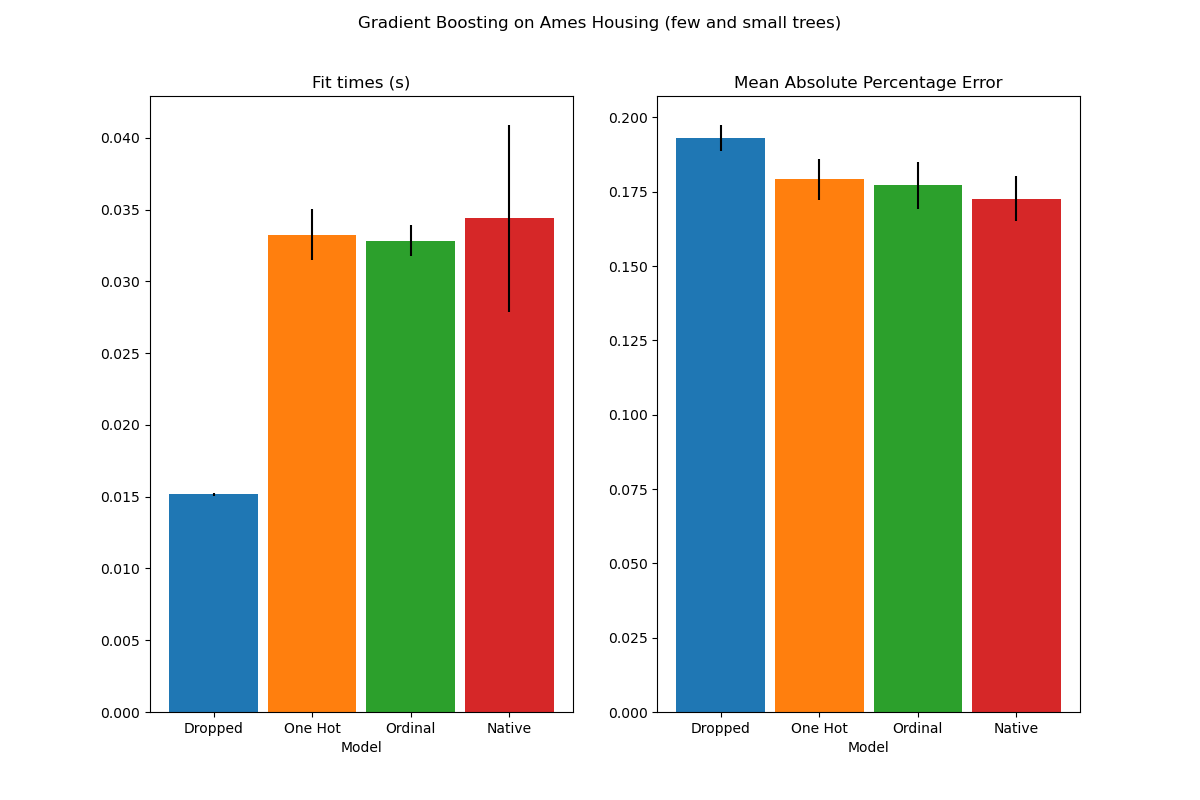 Gradient Boosting on Ames Housing (few and small trees)
Fit times (s)
0.040
0.035
0.030
0.025
0.020
0.015
0.010
0.005
0.000
Dropped One Hot Ordinal Native
Model
Mean Absolute Percentage Error
0.200
0.175
0.150
0.125
0.100
0.075
0.050
0.025
0.000
Dropped One Hot Ordinal Native
Model